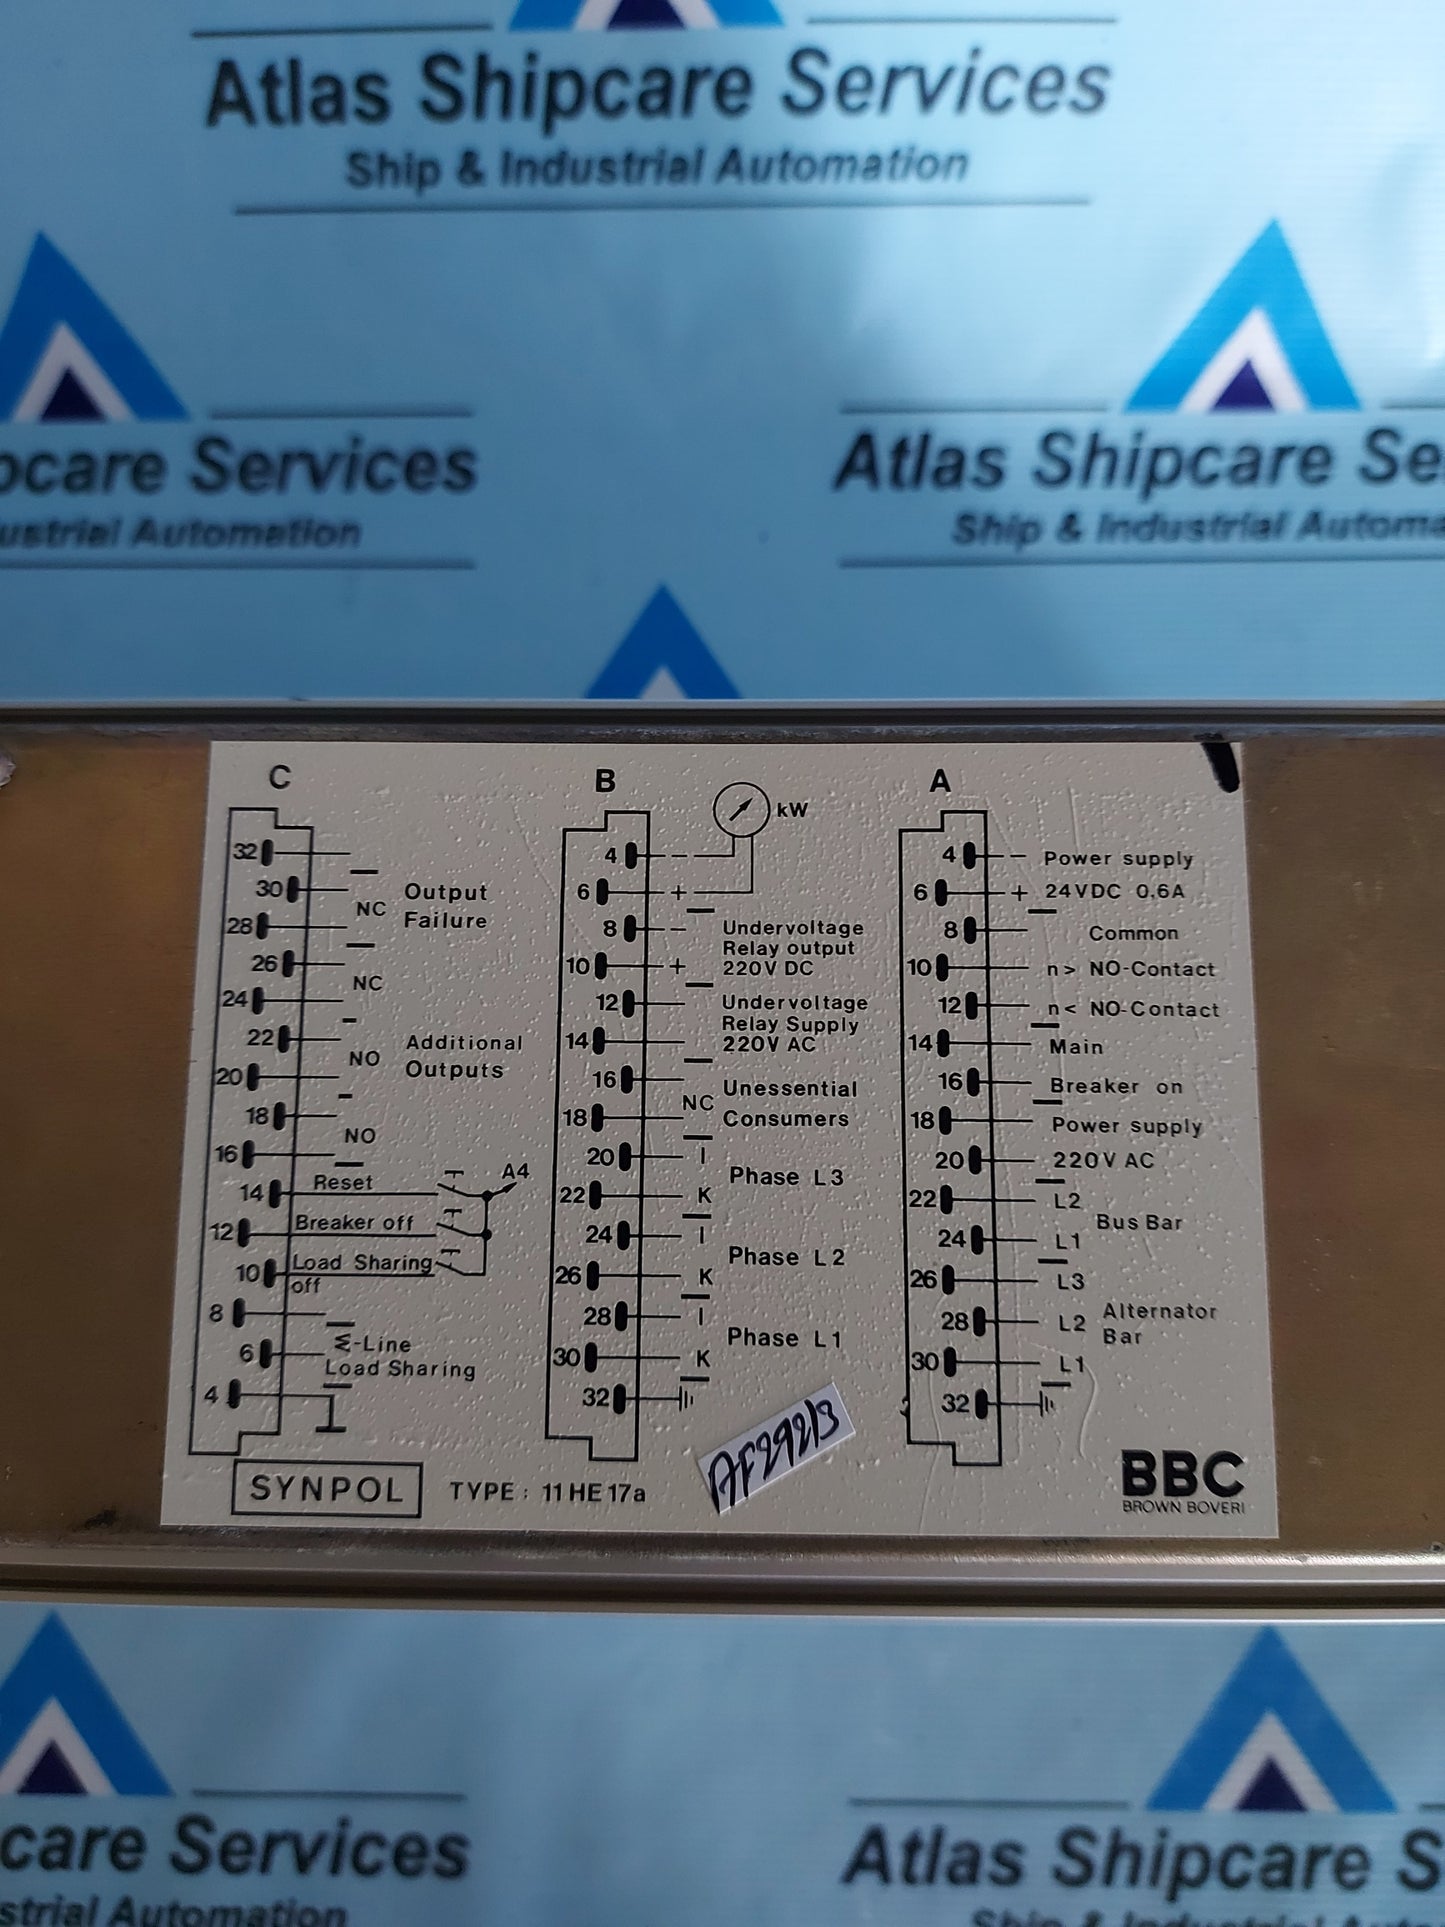 Atlas Shipcare Services
Ship & Industrial Automation
pcare Services
ustrial Automation
Atlas Shipcare Se
Ship & Industrial Automa
C
32
30
28
26
24
22
20
18
16
14
12
10
8
6
4
NC
Output
Failure
NC
NO
Additional
Outputs
NO
Reset
A4
Breaker off
Load Sharing
off
-Line
Load Sharing
B
kW
4 -
6 +
8 -
10 +
12
14
16
18
20 I
22 K
24 I
26 K
28 I
30 K
32
Undervoltage
Relay output
220V DC
Undervoltage
Relay Supply
220V AC
NC
Unessential
Consumers
Phase L3
Phase L2
Phase L1
A
4 - Power supply
6 + 24VDC 0,6A
8 Common
10 n> NO-Contact
12 n< NO-Contact
14 Main
16 Breaker on
18 Power supply
20 220V AC
22 L2
Bus Bar
24 L1
26 L3
28 L2
Alternator
Bar
30 L1
32
SYNPOL
TYPE: 11HE17a
AF29213
BBC
BROWN BOVERI
care Services
strial Automation
Atlas Shipcare S
Ship & Industrial Auto